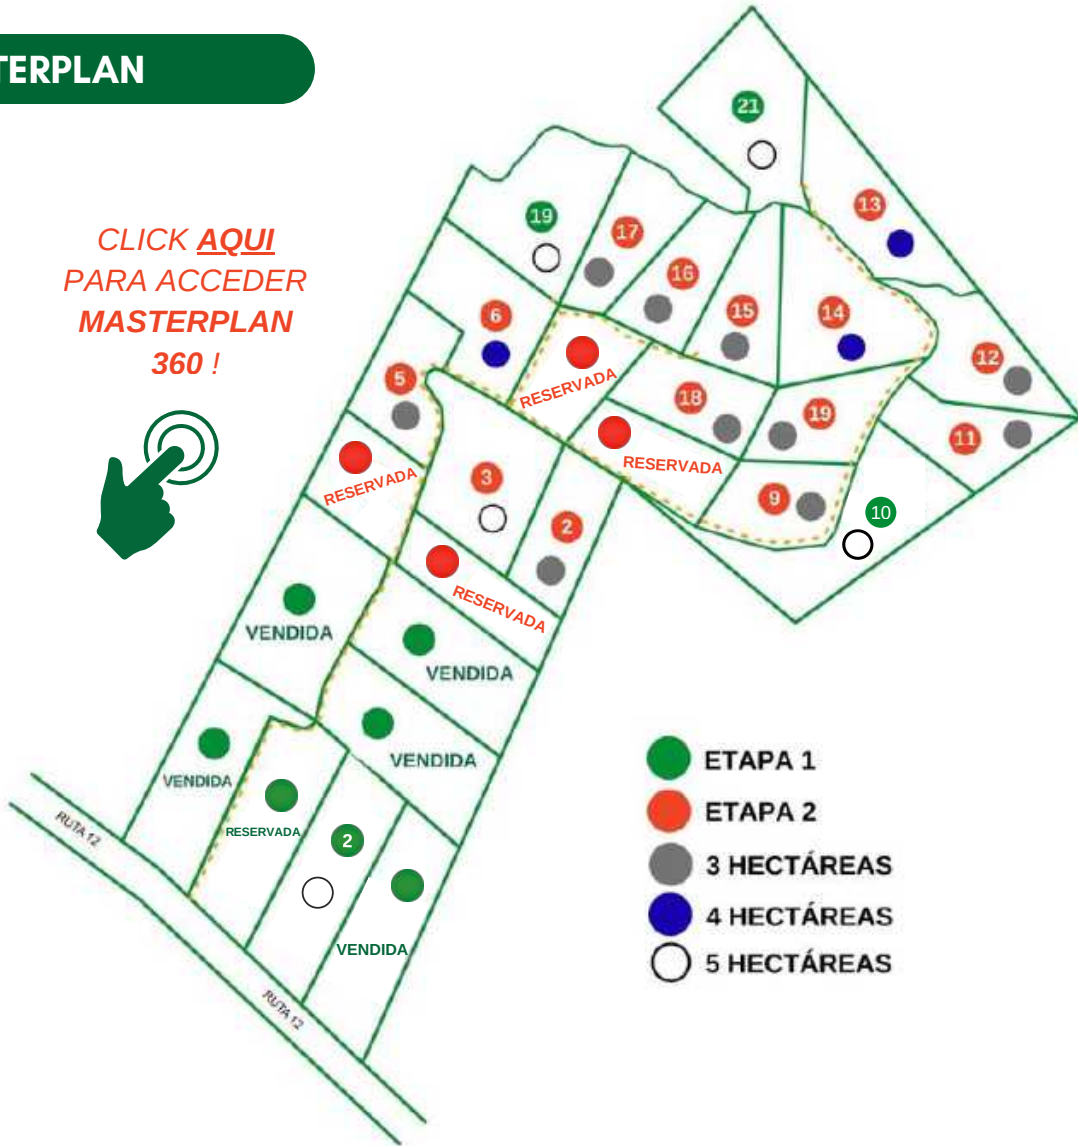 TERPLAN
CLICK AQUI
PARA ACCEDER
MASTERPLAN
360 !
21
13
19
17
16
15
14
6
12
5
RESERVADA
18
19
11
RESERVADA
RESERVADA
3
9
10
2
RESERVADA
VENDIDA
VENDIDA
VENDIDA
VENDIDA
RESERVADA
2
VENDIDA
RUTA 12
RUTA 12
ETAPA 1
ETAPA 2
3 HECTÁREAS
4 HECTÁREAS
5 HECTÁREAS